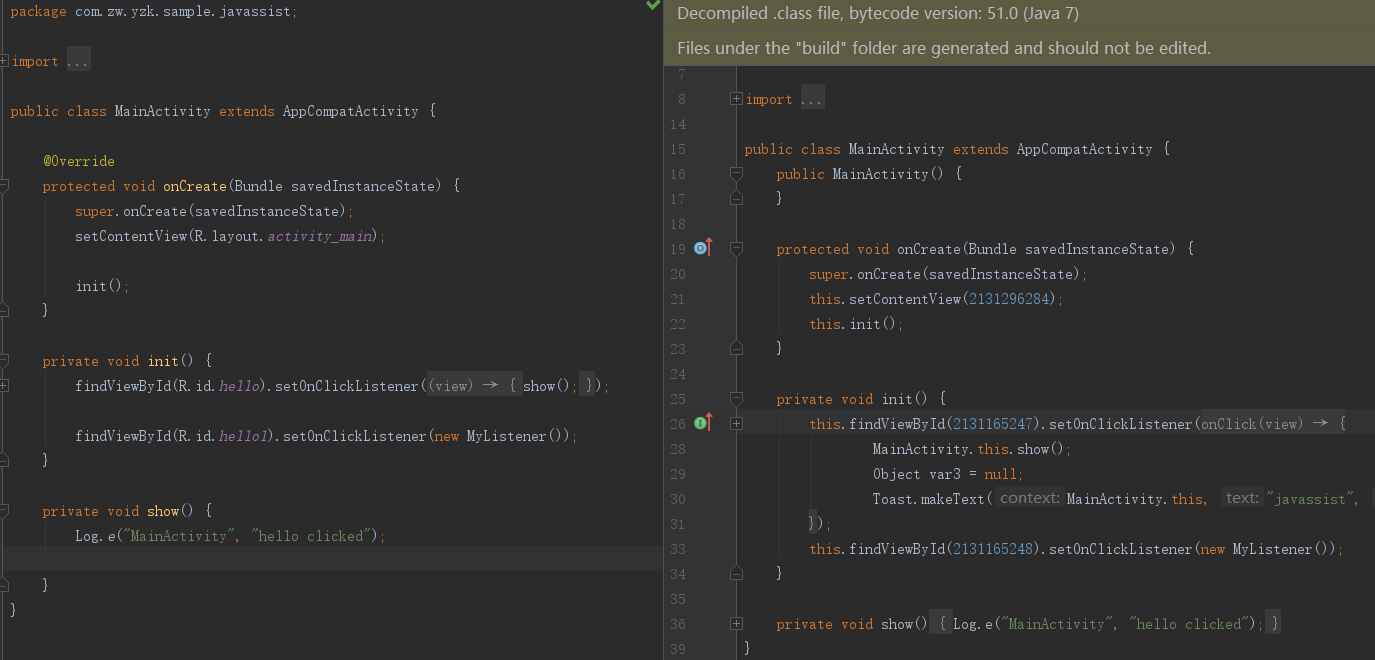 package com.zw.yzk.sample.javassist;
import ...
public class MainActivity extends AppCompatActivity {
@Override
protected void onCreate(Bundle savedInstanceState) {
super.onCreate(savedInstanceState);
setContentView(R.layout.activity_main);
init();
}
private void init() {
findViewById(R.id.hello).setOnClickListener((view) → { show(); });
findViewById(R.id.hello1).setOnClickListener(new MyListener());
}
private void show() {
Log.e("MainActivity", "hello clicked");
}
}
Decompiled .class file, bytecode version: 51.0 (Java 7)
Files under the "build" folder are generated and should not be edited.
7
8 import ...
14
15 public class MainActivity extends AppCompatActivity {
16 public MainActivity() {
17 }
18
19 protected void onCreate(Bundle savedInstanceState) {
20 super.onCreate(savedInstanceState);
21 this.setContentView(2131296284);
22 this.init();
23 }
24
25 private void init() {
26 this.findViewById(2131165247).setOnClickListener(onClick(view) → {
28 MainActivity.this.show();
29 Object var3 = null;
30 Toast.makeText( context: MainActivity.this, text: "javassist",
31 });
33 this.findViewById(2131165248).setOnClickListener(new MyListener());
34 }
35
36 private void show() { Log.e("MainActivity", "hello clicked"); }
39 }